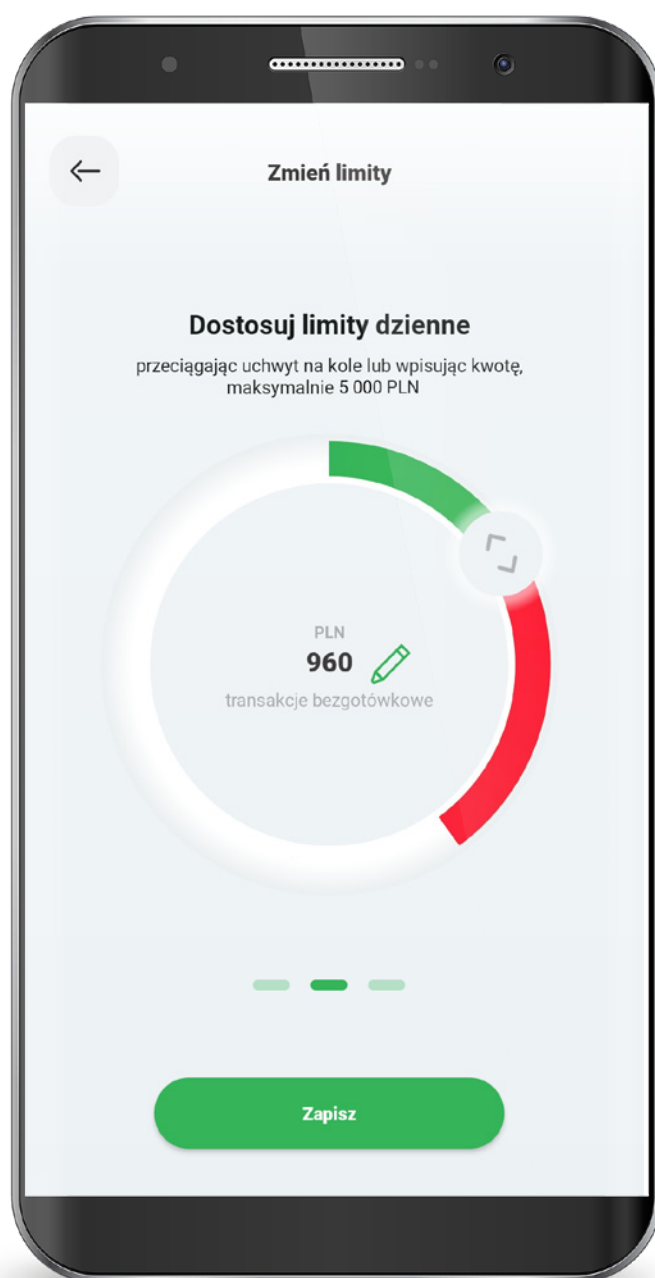 Zmień limity
Dostosuj limity dzienne
przeciągając uchwyt na kole lub wpisując kwotę,
maksymalnie 5 000 PLN
PLN
960
transakcje bezgotówkowe
Zapisz